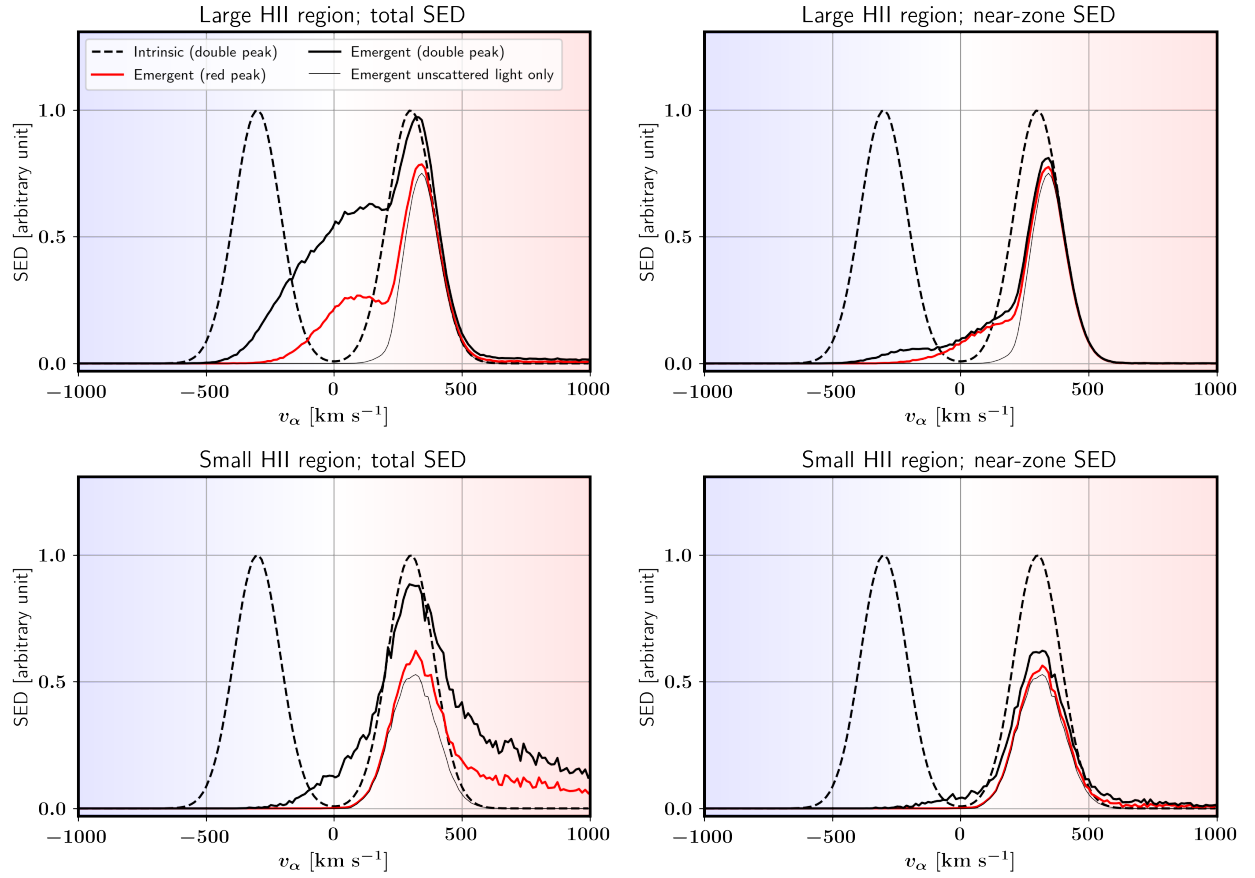 Large HII region; total SED
Intrinsic (double peak)
Emergent (red peak)
Emergent (double peak)
Emergent unscattered light only
SED [arbitrary unit]
1.0
0.5
0.0
−1000 −500 0 500 1000
v_α [km s⁻¹]
Large HII region; near-zone SED
SED [arbitrary unit]
1.0
0.5
0.0
−1000 −500 0 500 1000
v_α [km s⁻¹]
Small HII region; total SED
SED [arbitrary unit]
1.0
0.5
0.0
−1000 −500 0 500 1000
v_α [km s⁻¹]
Small HII region; near-zone SED
SED [arbitrary unit]
1.0
0.5
0.0
−1000 −500 0 500 1000
v_α [km s⁻¹]